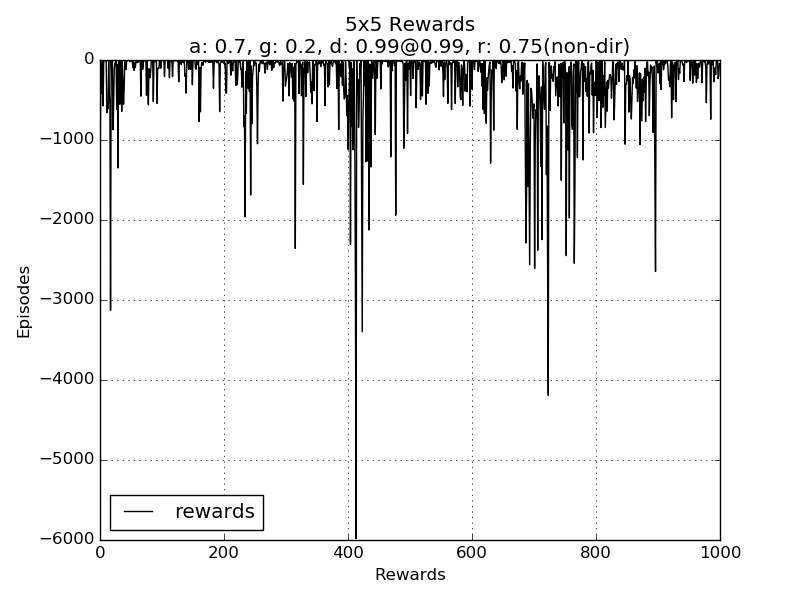 5x5 Rewards
a: 0.7, g: 0.2, d: 0.99@0.99, r: 0.75(non-dir)
0
−1000
−2000
−3000
−4000
−5000
−6000
Episodes
rewards
0 200 400 600 800 1000
Rewards